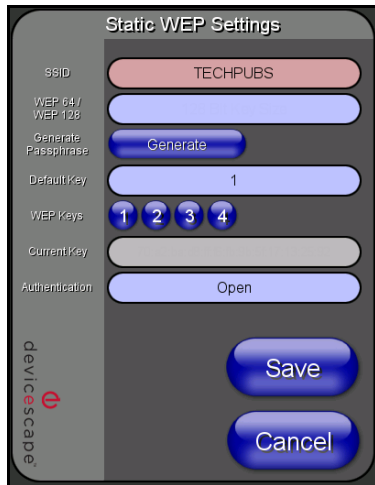 Static WEP Settings
SSID
TECHPUBS
WEP 64 /
WEP 128
Generate
Passphrase
Generate
Default Key
1
WEP Keys
1 2 3 4
Current Key
Authentication
Open
Save
Cancel
devicescape